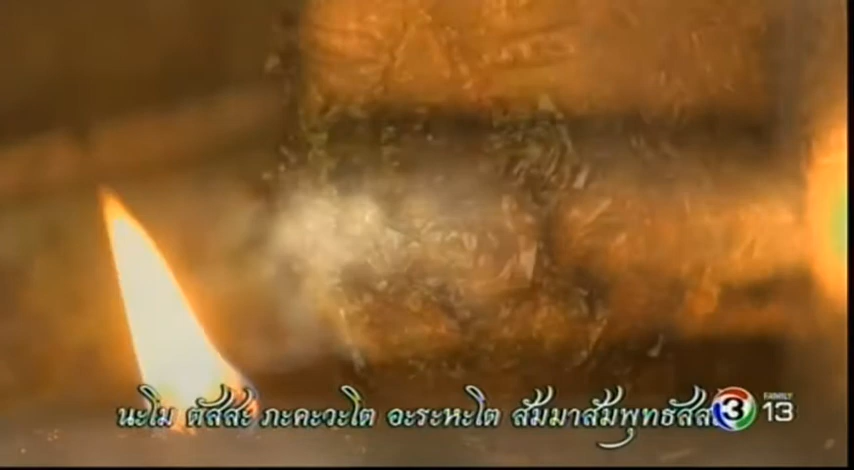 นะโม ตัสสะ ภะคะวะโต อะระหะโต สัมมาสัมพุทธัสสะ
3 FAMILY 13